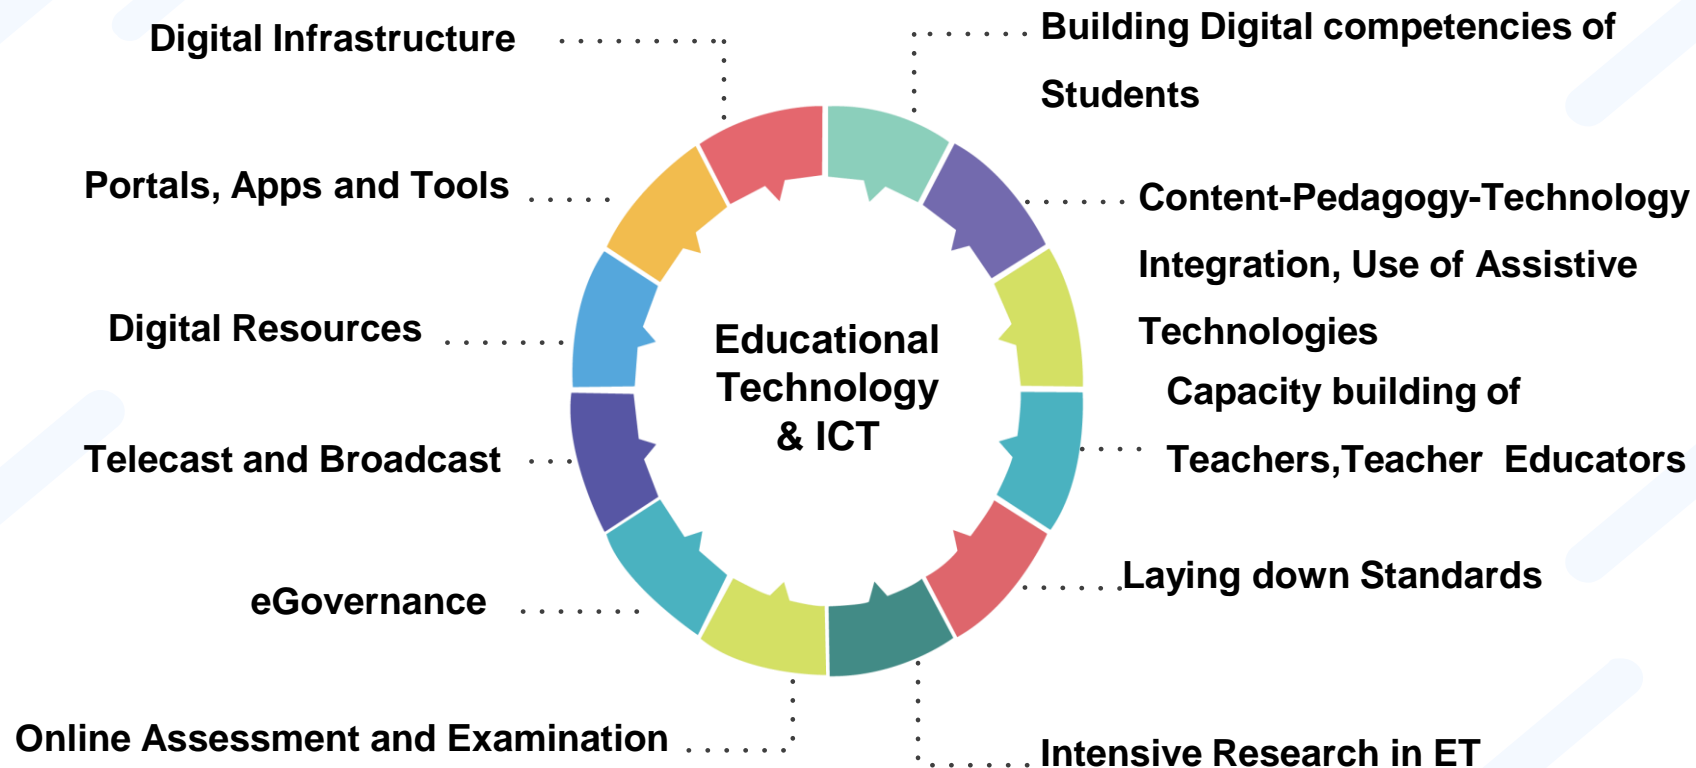 Digital Infrastructure
Building Digital competencies of
Students
Portals, Apps and Tools
Content-Pedagogy-Technology
Integration, Use of Assistive
Technologies
Digital Resources
Educational
Technology
& ICT
Capacity building of
Teachers,Teacher Educators
Telecast and Broadcast
Laying down Standards
eGovernance
Online Assessment and Examination
Intensive Research in ET